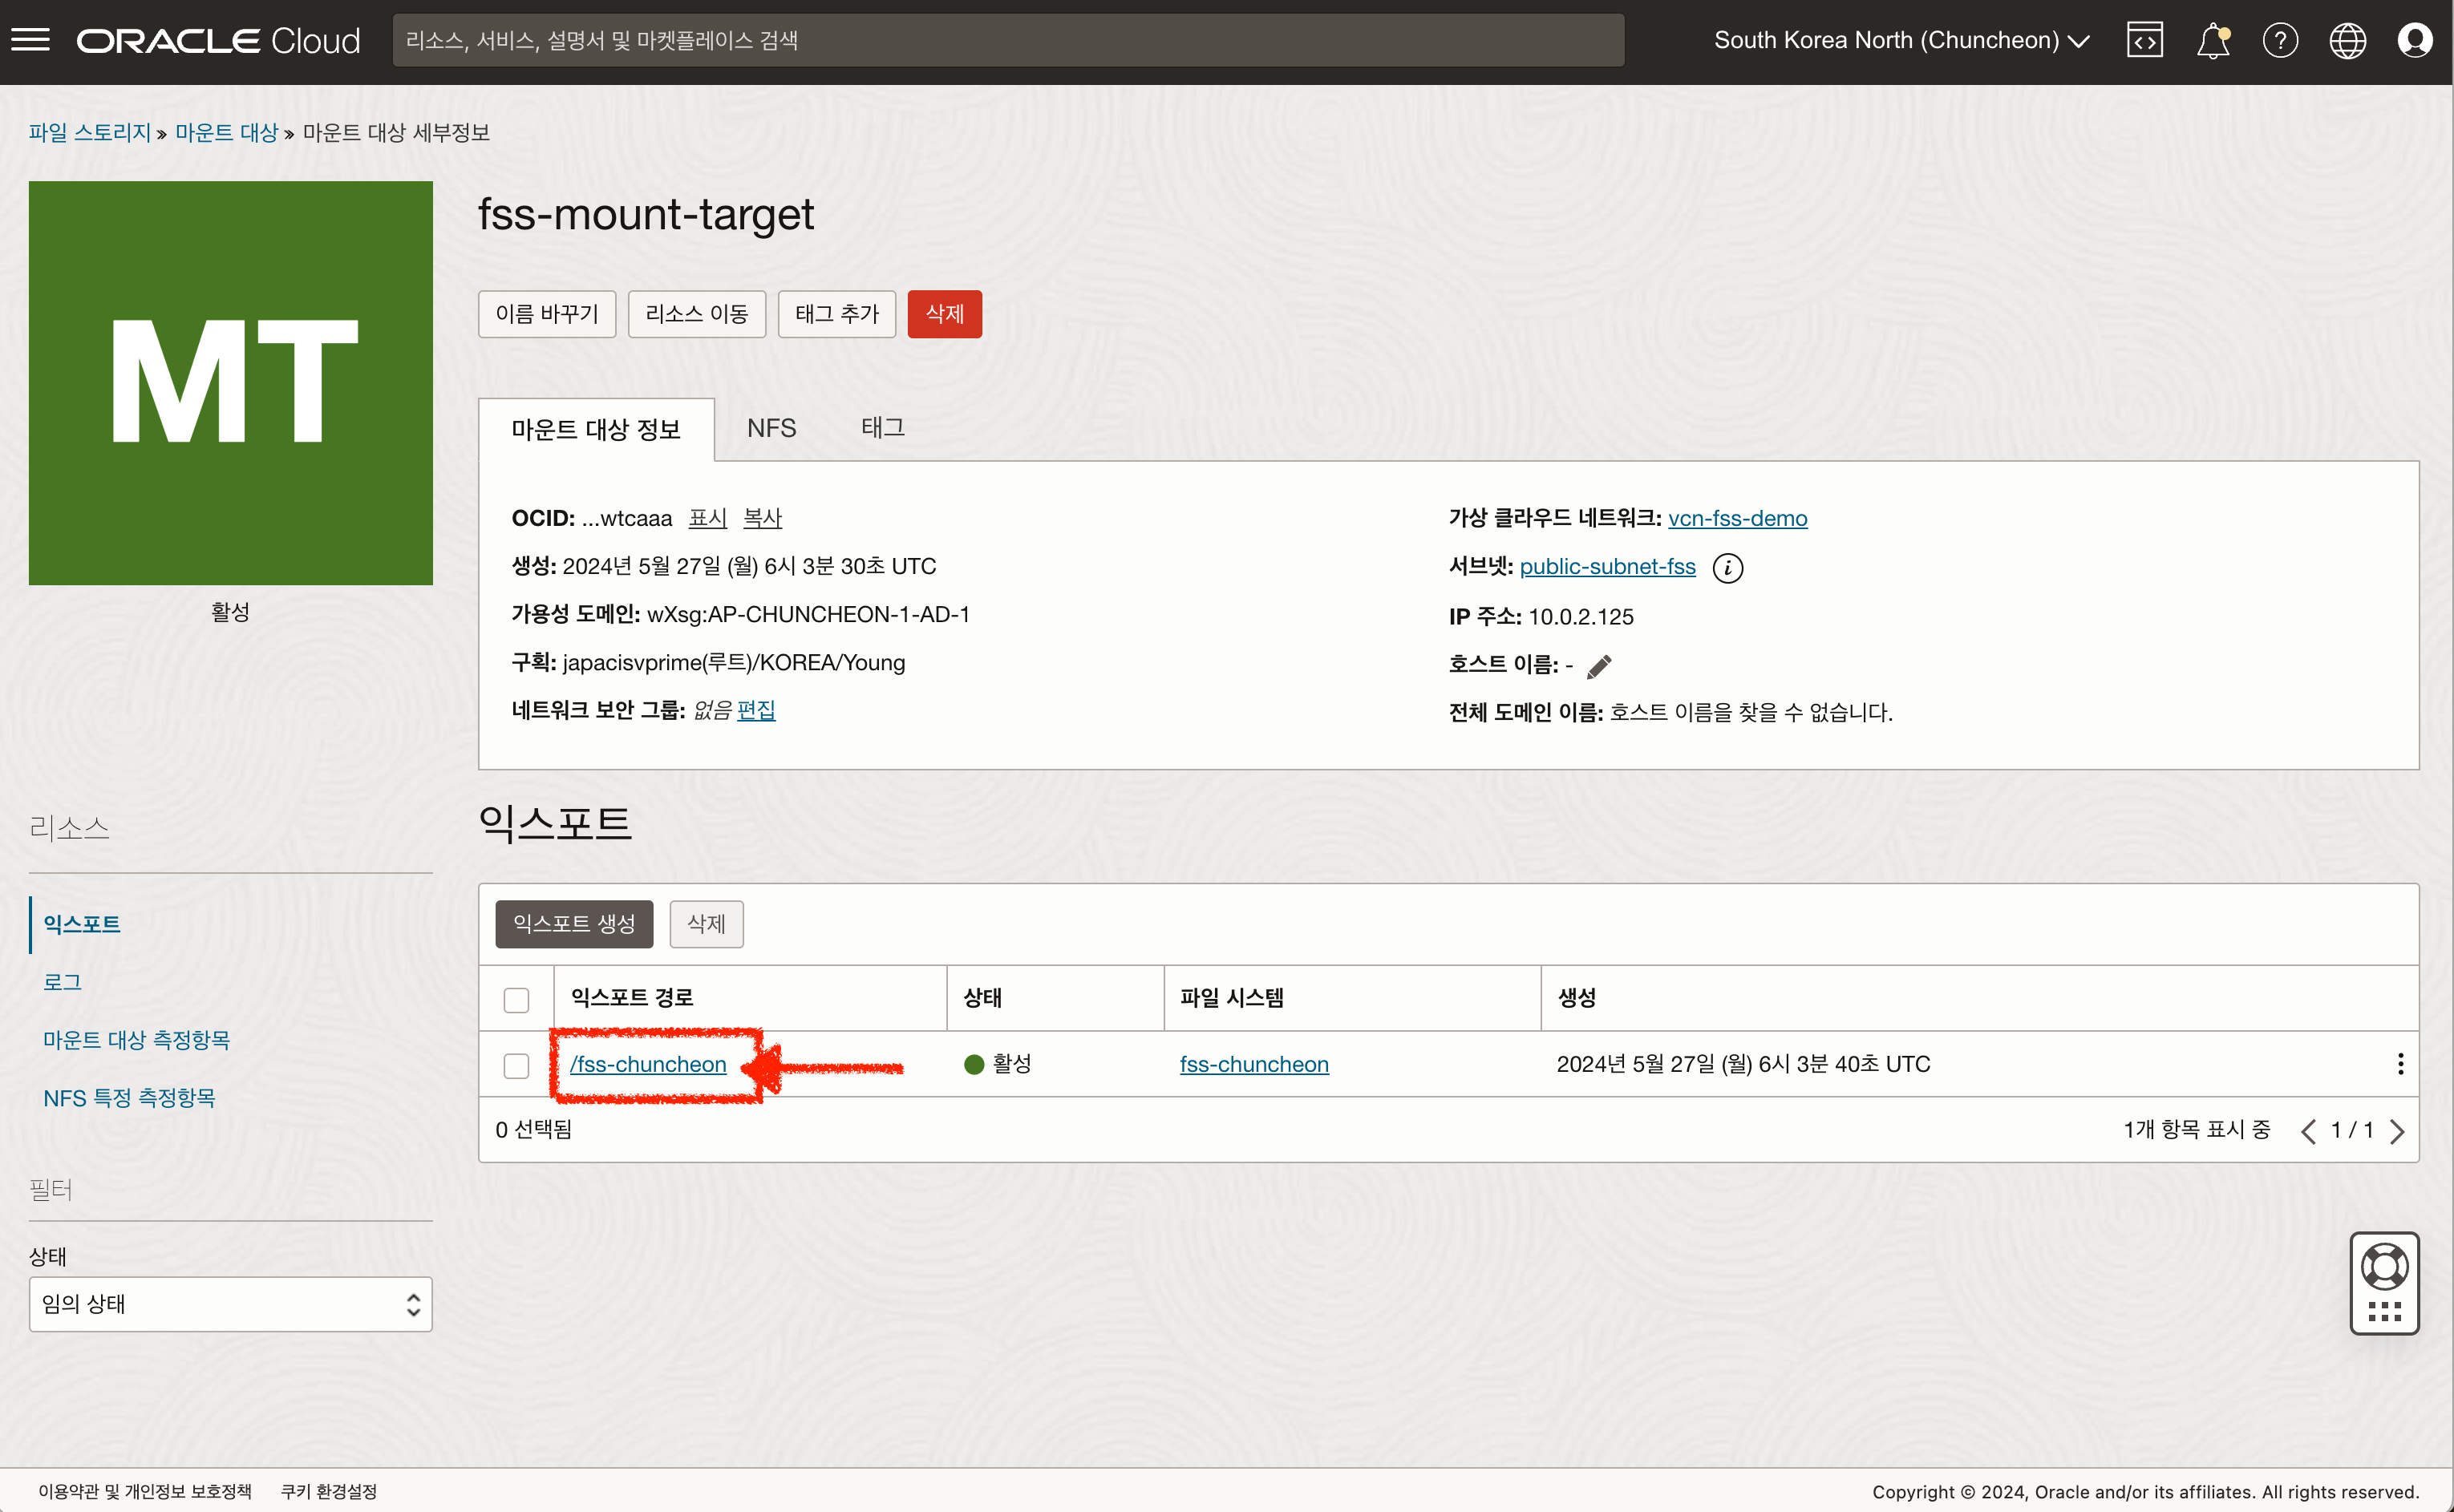 ORACLE Cloud
리소스, 서비스, 설명서 및 마켓플레이스 검색
South Korea North (Chuncheon)
파일 스토리지 » 마운트 대상 » 마운트 대상 세부정보
MT
활성
fss-mount-target
이름 바꾸기
리소스 이동
태그 추가
삭제
마운트 대상 정보
NFS
태그
OCID: ...wtcaaa 표시 복사
생성: 2024년 5월 27일 (월) 6시 3분 30초 UTC
가용성 도메인: wXsg:AP-CHUNCHEON-1-AD-1
구획: japacisvprime(루트)/KOREA/Young
네트워크 보안 그룹: 없음 편집
가상 클라우드 네트워크: vcn-fss-demo
서브넷: public-subnet-fss
IP 주소: 10.0.2.125
호스트 이름: -
전체 도메인 이름: 호스트 이름을 찾을 수 없습니다.
리소스
익스포트
로그
마운트 대상 측정항목
NFS 특정 측정항목
필터
상태
임의 상태
익스포트
익스포트 생성
삭제
익스포트 경로 상태 파일 시스템 생성
/fss-chuncheon 활성 fss-chuncheon 2024년 5월 27일 (월) 6시 3분 40초 UTC
0 선택됨
1개 항목 표시 중 1 / 1
이용약관 및 개인정보 보호정책
쿠키 환경설정
Copyright © 2024, Oracle and/or its affiliates. All rights reserved.